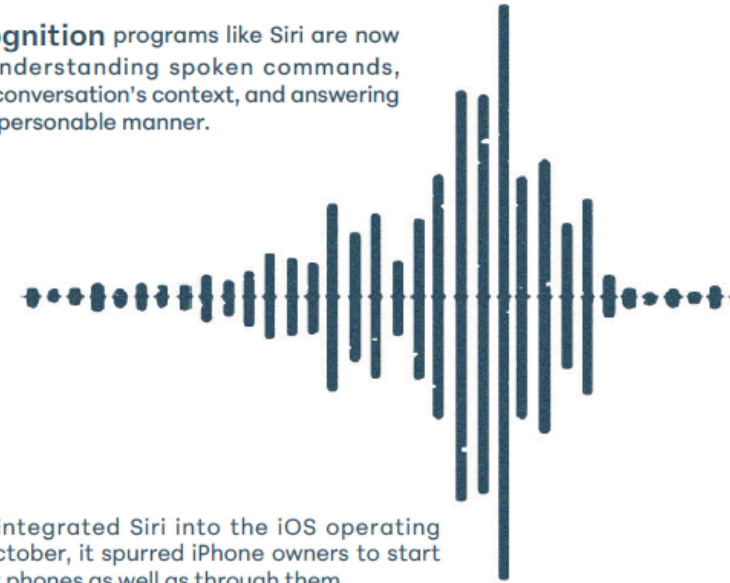 ognition programs like Siri are now
nderstanding spoken commands,
conversation's context, and answering
personable manner.
integrated Siri into the iOS operating
ctober, it spurred iPhone owners to start
phones as well as through them